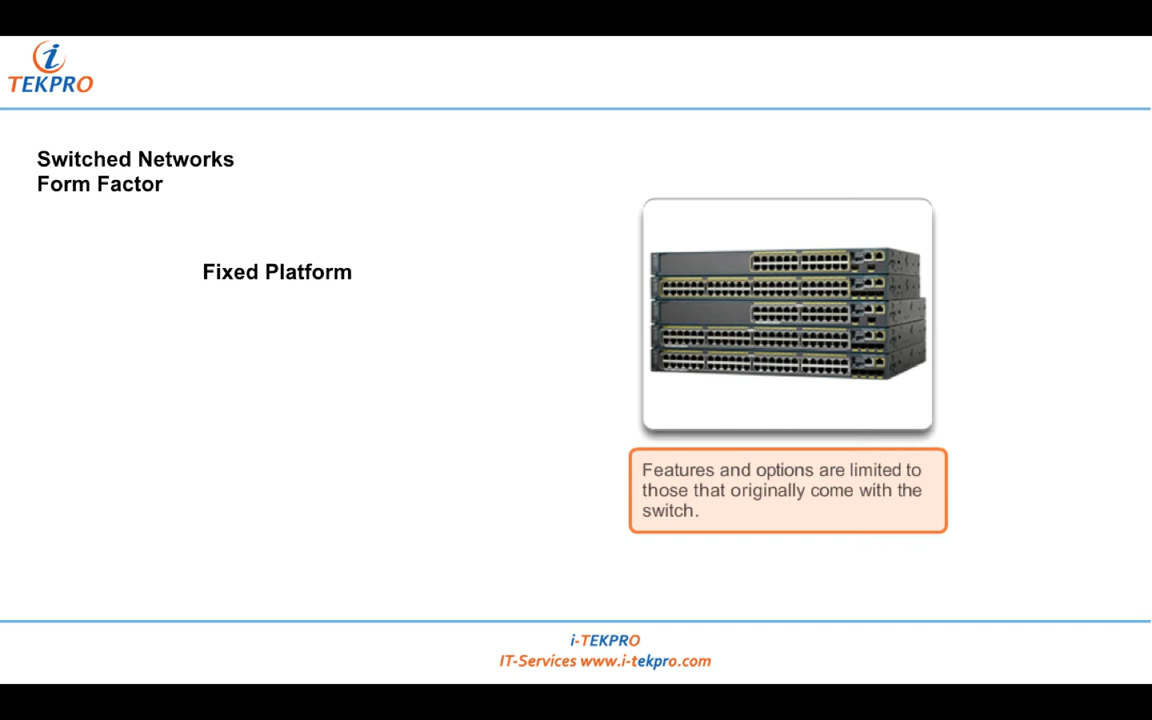 i
TEKPRO
Switched Networks
Form Factor
Fixed Platform
Features and options are limited to
those that originally come with the
switch.
i-TEKPRO
IT-Services www.i-tekpro.com